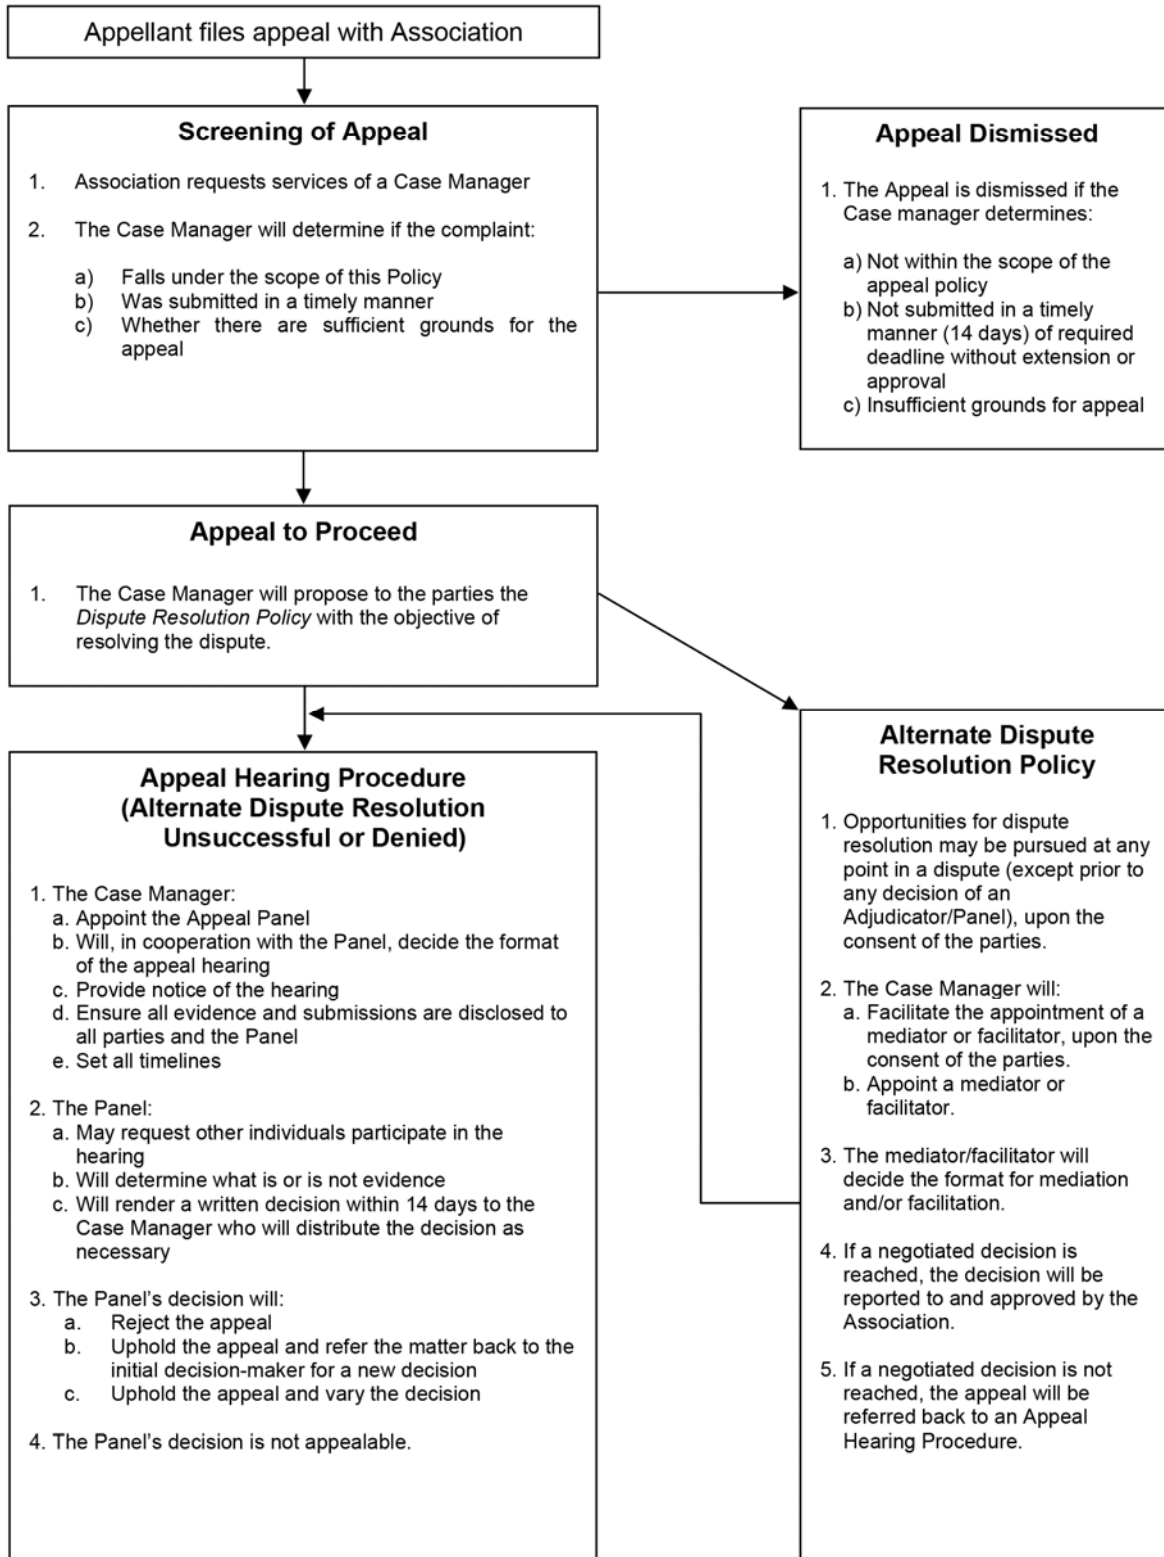 Appellant files appeal with Association
Screening of Appeal
1. Association requests services of a Case Manager
2. The Case Manager will determine if the complaint:
a) Falls under the scope of this Policy
b) Was submitted in a timely manner
c) Whether there are sufficient grounds for the
appeal
Appeal Dismissed
1. The Appeal is dismissed if the
Case manager determines:
a) Not within the scope of the
appeal policy
b) Not submitted in a timely
manner (14 days) of required
deadline without extension or
approval
c) Insufficient grounds for appeal
Appeal to Proceed
1. The Case Manager will propose to the parties the
Dispute Resolution Policy with the objective of
resolving the dispute.
Appeal Hearing Procedure
(Alternate Dispute Resolution
Unsuccessful or Denied)
1. The Case Manager:
a. Appoint the Appeal Panel
b. Will, in cooperation with the Panel, decide the format
of the appeal hearing
c. Provide notice of the hearing
d. Ensure all evidence and submissions are disclosed to
all parties and the Panel
e. Set all timelines
2. The Panel:
a. May request other individuals participate in the
hearing
b. Will determine what is or is not evidence
c. Will render a written decision within 14 days to the
Case Manager who will distribute the decision as
necessary
3. The Panel's decision will:
a. Reject the appeal
b. Uphold the appeal and refer the matter back to the
initial decision-maker for a new decision
c. Uphold the appeal and vary the decision
4. The Panel's decision is not appealable.
Alternate Dispute
Resolution Policy
1. Opportunities for dispute
resolution may be pursued at any
point in a dispute (except prior to
any decision of an
Adjudicator/Panel), upon the
consent of the parties.
2. The Case Manager will:
a. Facilitate the appointment of a
mediator or facilitator, upon the
consent of the parties.
b. Appoint a mediator or
facilitator.
3. The mediator/facilitator will
decide the format for mediation
and/or facilitation.
4. If a negotiated decision is
reached, the decision will be
reported to and approved by the
Association.
5. If a negotiated decision is not
reached, the appeal will be
referred back to an Appeal
Hearing Procedure.